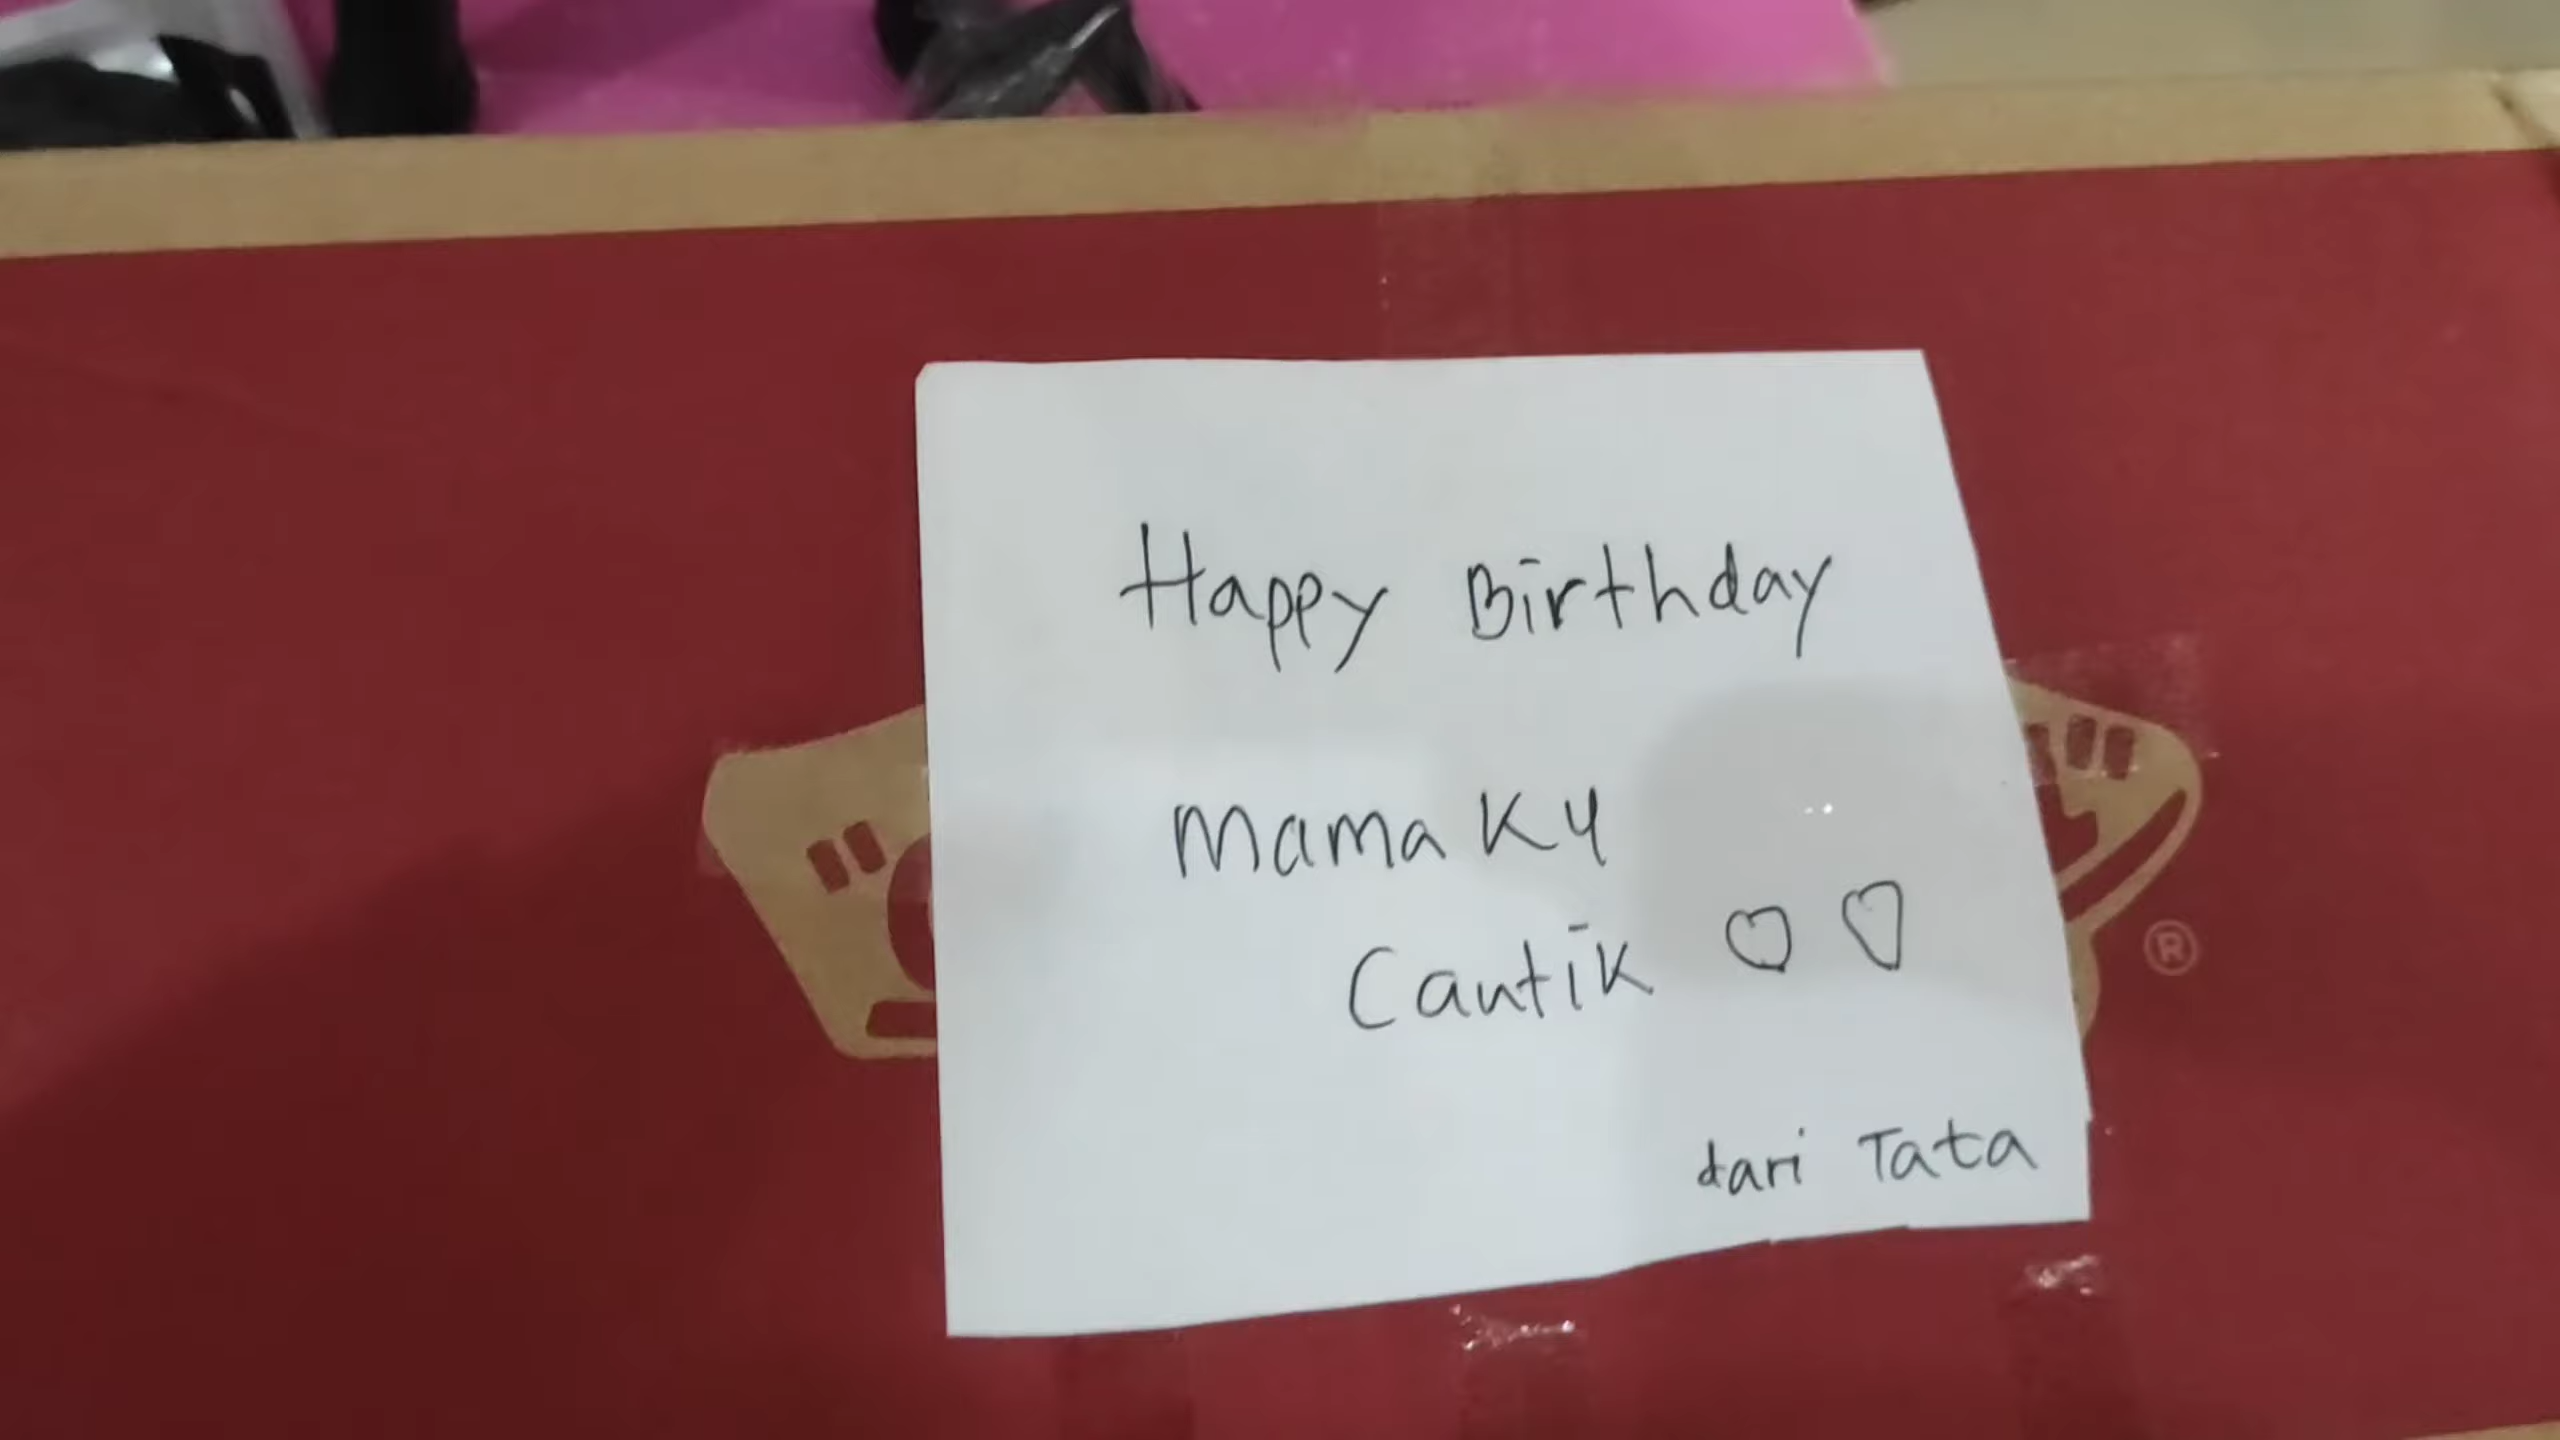 Happy Birthday
Mamaku
Cantik ♡ ♡
dari Tata
®